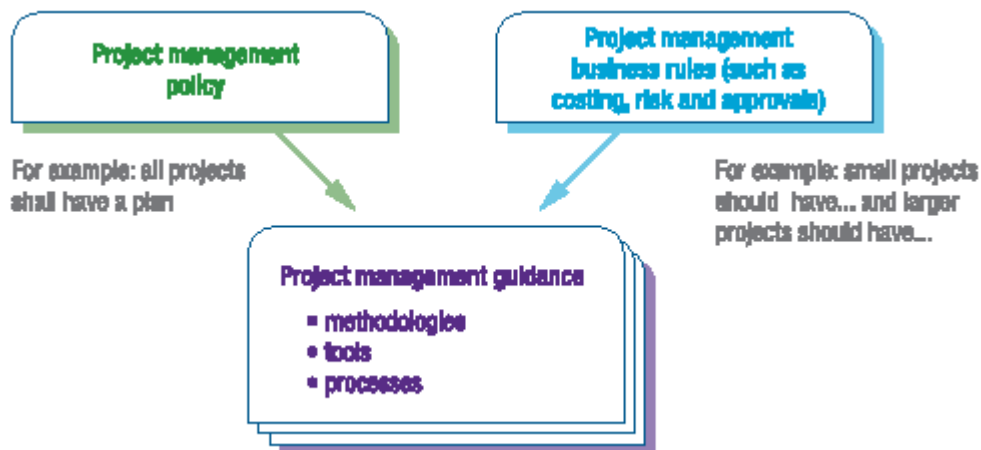 Project management
policy
Project management
business rules (such as
costing, risk and approvals)
For example: all projects
shall have a plan
For example: small projects
should have... and larger
projects should have...
Project management guidance
• methodologies
• tools
• processes